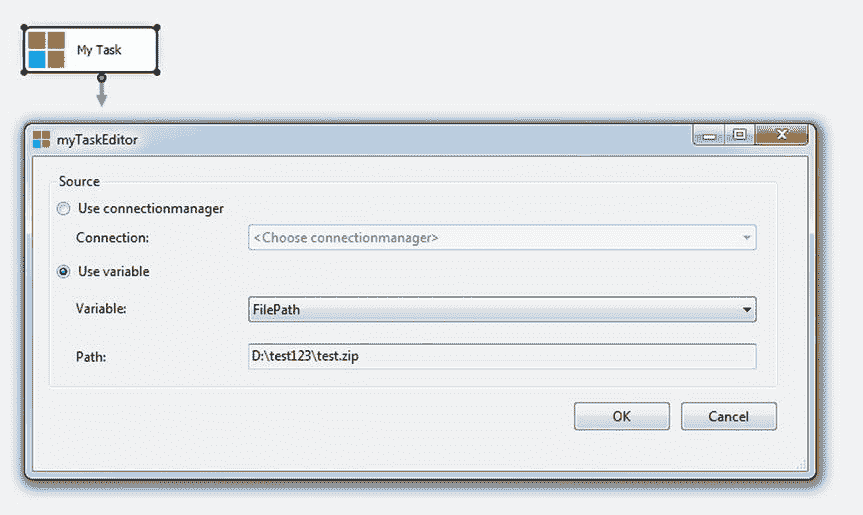 My Task
myTaskEditor
Source
Use connectionmanager
Connection:
<Choose connectionmanager>
Use variable
Variable:
FilePath
Path:
D:\test123\test.zip
OK
Cancel